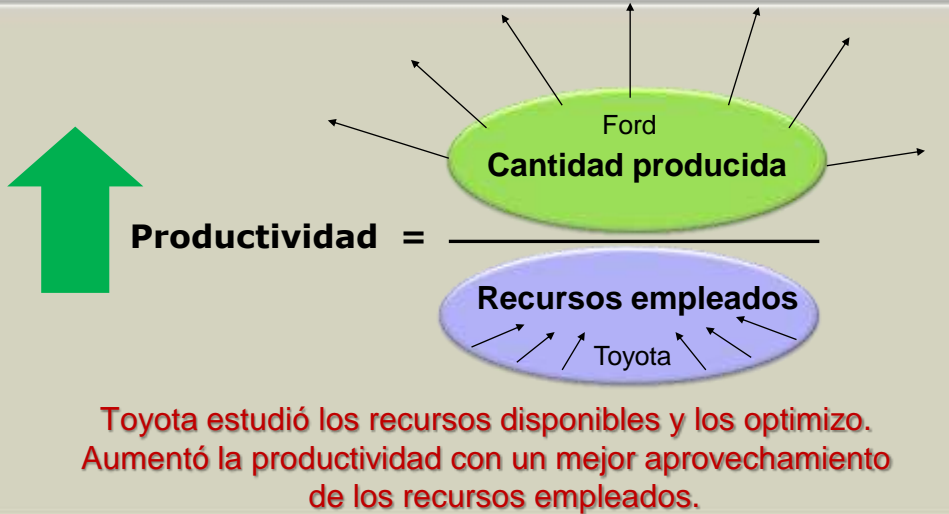 Ford
Cantidad producida
Productividad =
Recursos empleados
Toyota
Toyota estudió los recursos disponibles y los optimizo.
Aumentó la productividad con un mejor aprovechamiento
de los recursos empleados.